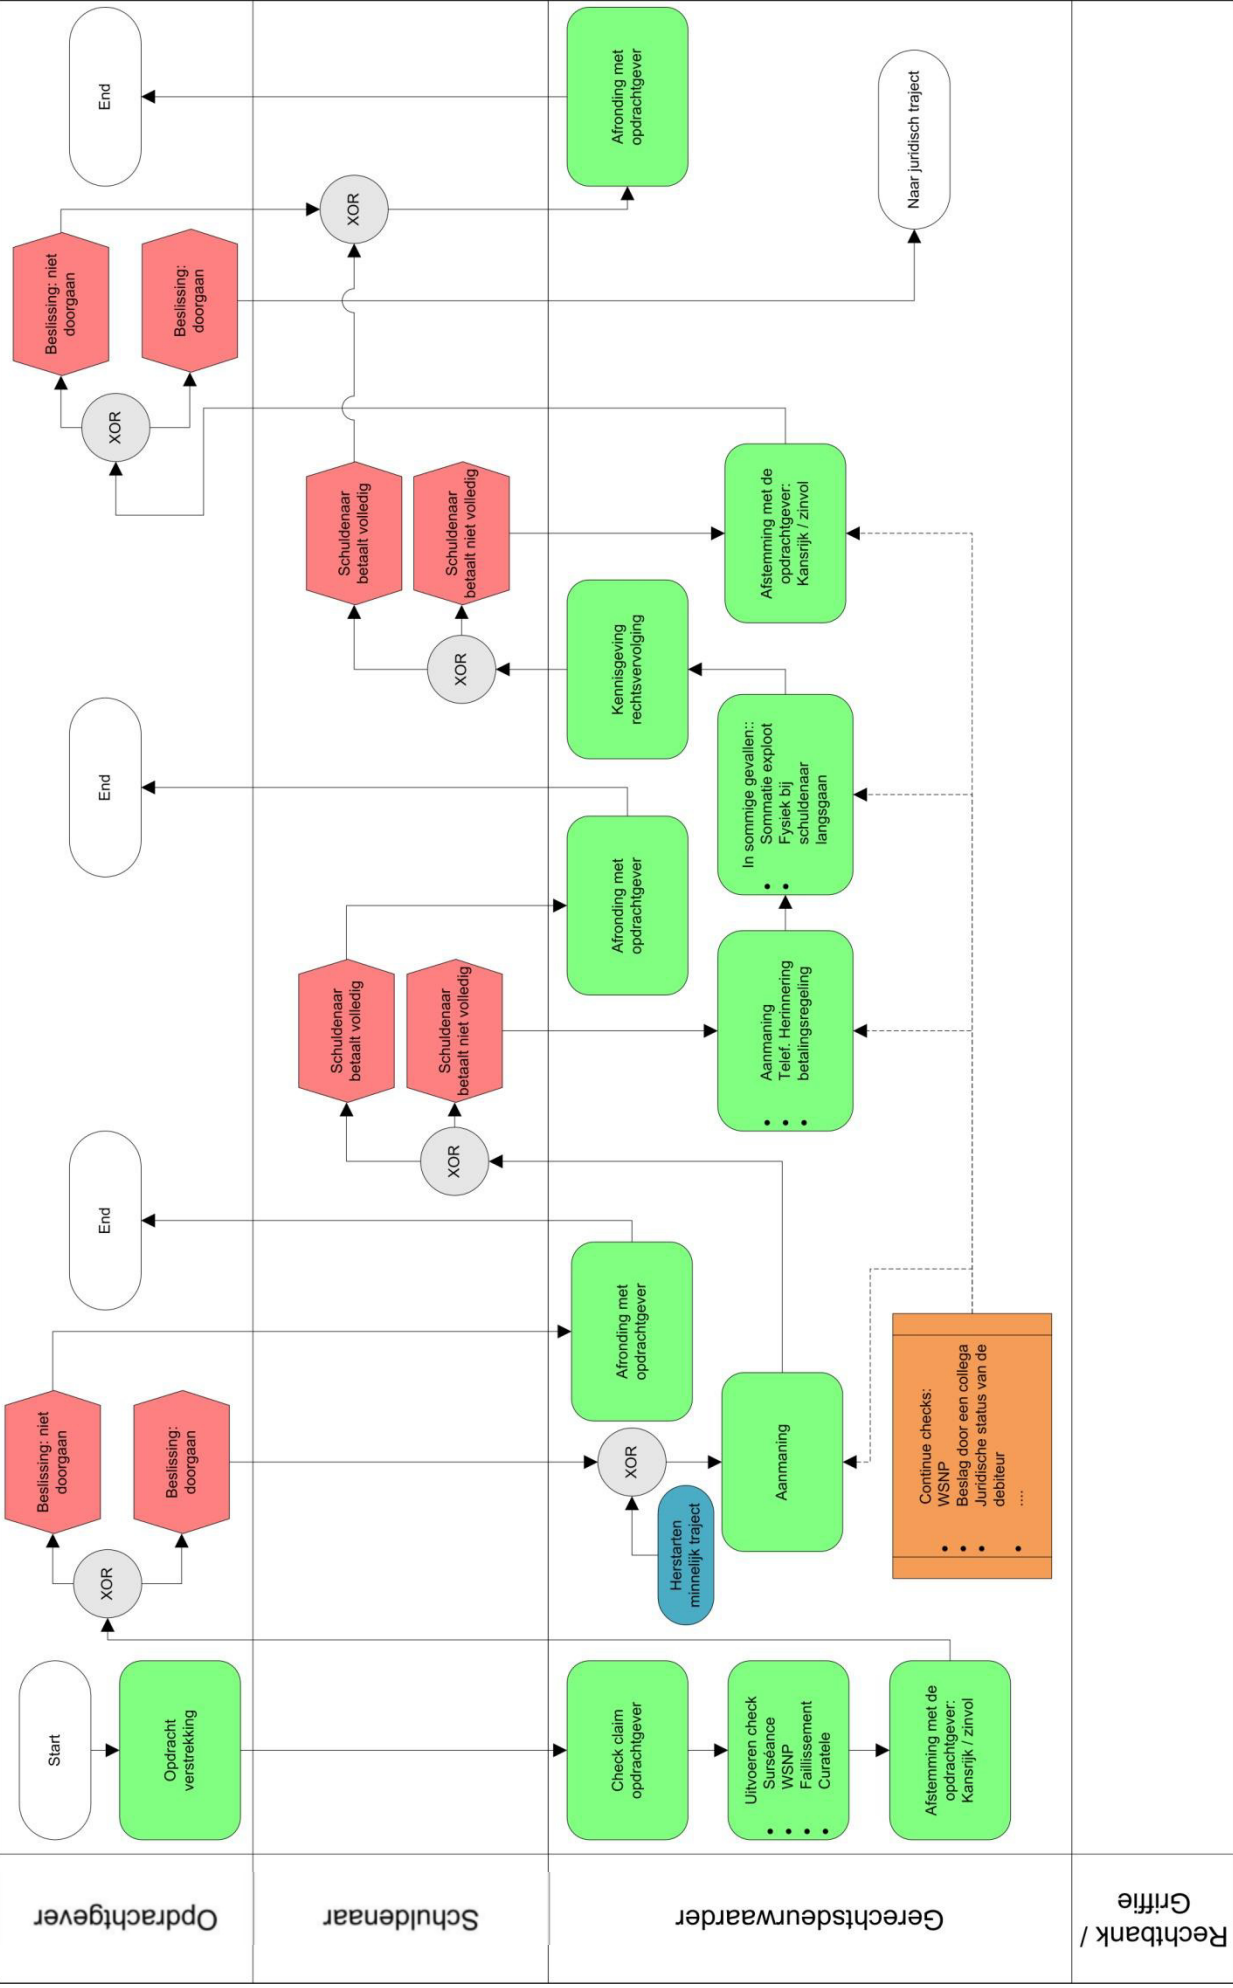 Opdrachtgever
Schuldenaar
Gerechtsdeurwaarder
Rechtbank /
Griffie
Start
Opdracht
verstrekking
Check claim
opdrachtgever
Uitvoeren check
• Surséance
• WSNP
• Faillissement
• Curatele
Afstemming met de
opdrachtgever:
Kansrijk / zinvol
XOR
Beslissing: niet
doorgaan
Beslissing:
doorgaan
Herstarten
minnelijk traject
XOR
Aanmaning
Afronding met
opdrachtgever
End
Continue checks:
• WSNP
• Beslag door een collega
• Juridische status van de
debiteur
• ....
XOR
Schuldenaar
betaalt volledig
Schuldenaar
betaalt niet volledig
Afronding met
opdrachtgever
End
• Aanmaning
• Telef. Herinnering
• betalingsregeling
In sommige gevallen::
• Sommatie exploot
• Fysiek bij
schuldenaar
langsgaan
Kennisgeving
rechtsvervolging
XOR
Schuldenaar
betaalt volledig
Schuldenaar
betaalt niet volledig
Afstemming met de
opdrachtgever:
Kansrijk / zinvol
XOR
Beslissing: niet
doorgaan
Beslissing:
doorgaan
XOR
Afronding met
opdrachtgever
End
Naar juridisch traject